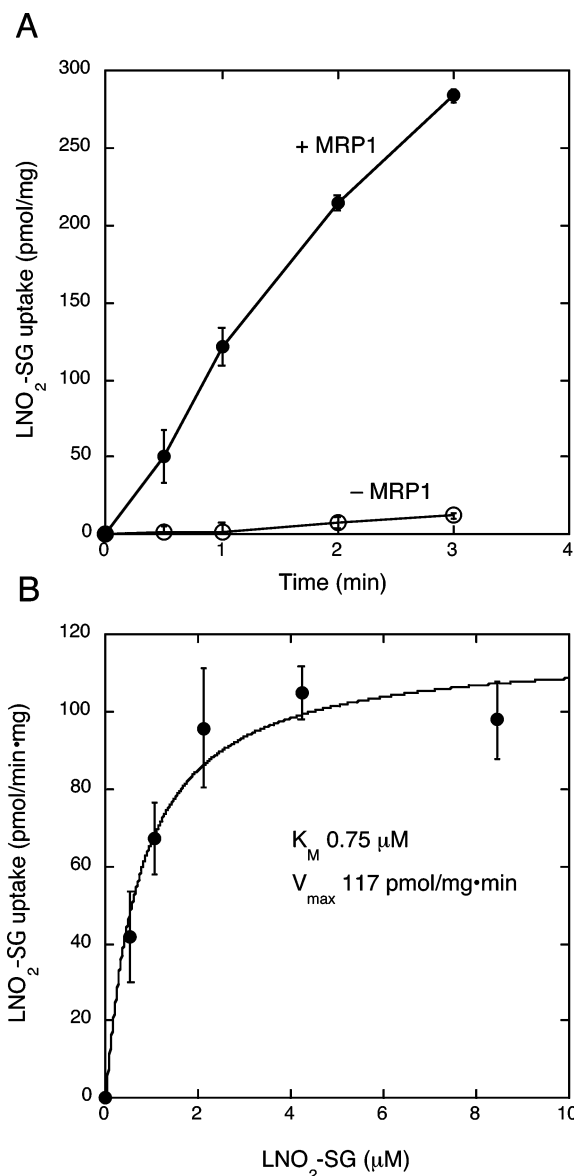 A
300
250
200
150
100
50
0
LNO2-SG uptake (pmol/mg)
+ MRP1
– MRP1
0 1 2 3 4
Time (min)
B
120
100
80
60
40
20
0
LNO2-SG uptake (pmol/min•mg)
KM 0.75 μM
Vmax 117 pmol/mg•min
0 2 4 6 8 10
LNO2-SG (μM)